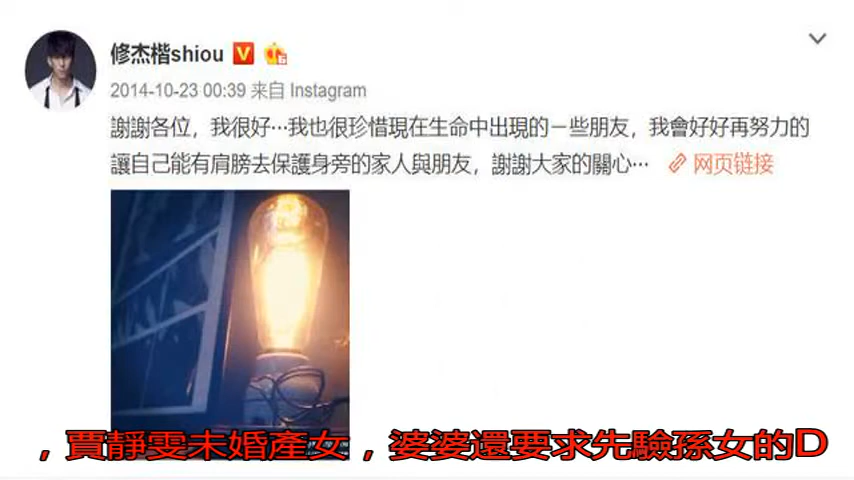 修杰楷shiou V 6
2014-10-23 00:39 来自 Instagram
謝謝各位，我很好…我也很珍惜現在生命中出現的一些朋友，我會好好再努力的
讓自己能有肩膀去保護身旁的家人與朋友，謝謝大家的關心… 网页链接
，賈靜雯未婚產女，婆婆還要求先驗孫女的D